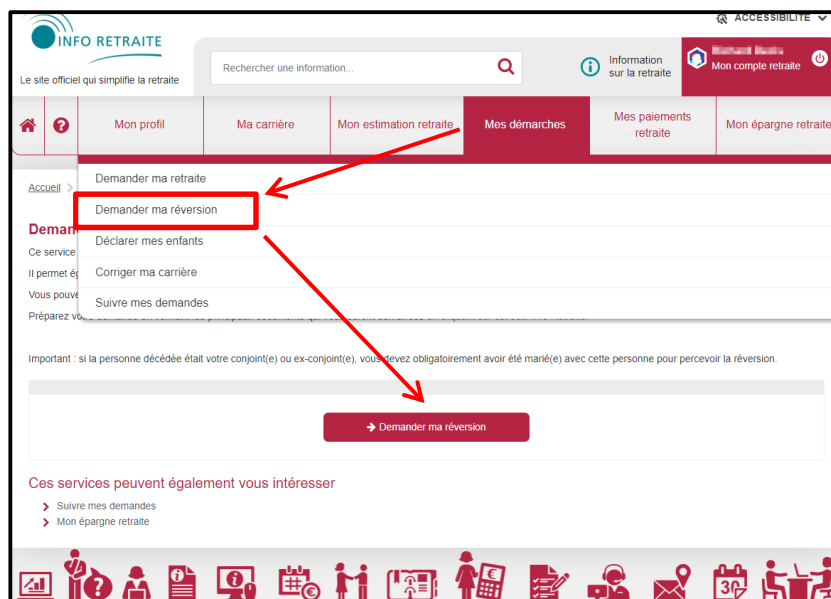 ACCESSIBILITÉ
INFO RETRAITE
Le site officiel qui simplifie la retraite
Rechercher une information...
Information
sur la retraite
Mon compte retraite
Mon profil
Ma carrière
Mon estimation retraite
Mes démarches
Mes paiements
retraite
Mon épargne retraite
Accueil >
Demander ma retraite
Demander ma réversion
Déclarer mes enfants
Corriger ma carrière
Suivre mes demandes
Ce service
Il permet
Préparez
Important : si la personne décédée était votre conjoint(e) ou ex-conjoint(e), vous devez obligatoirement avoir été marié(e) avec cette personne pour percevoir la réversion.
Demander ma réversion
Ces services peuvent également vous intéresser
Suivre mes demandes
Mon épargne retraite